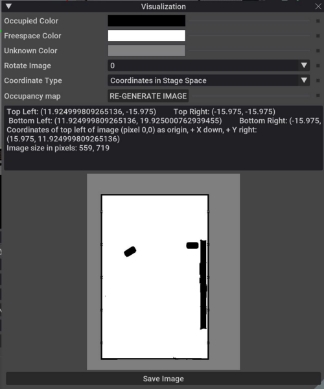 Visualization
Occupied Color
Freespace Color
Unknown Color
Rotate Image 0
Coordinate Type Coordinates in Stage Space
Occupancy map RE-GENERATE IMAGE
Top Left: (11.924999809265136, -15.975) Top Right: (-15.975, -15.975)
Bottom Left: (11.924999809265136, 19.925000762939455) Bottom Right: (-15.975,
Coordinates of top left of image (pixel 0,0) as origin, + X down, + Y right:
(15.975, 11.924999809265136)
Image size in pixels: 559, 719
Save Image